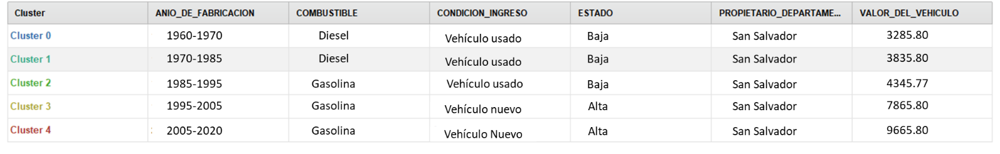 Cluster ANIO_DE_FABRICACION COMBUSTIBLE CONDICION_INGRESO ESTADO PROPIETARIO_DEPARTAME... VALOR_DEL_VEHICULO
Cluster 0 1960-1970 Diesel Vehículo usado Baja San Salvador 3285.80
Cluster 1 1970-1985 Diesel Vehículo usado Baja San Salvador 3835.80
Cluster 2 1985-1995 Gasolina Vehículo usado Baja San Salvador 4345.77
Cluster 3 1995-2005 Gasolina Vehículo nuevo Alta San Salvador 7865.80
Cluster 4 2005-2020 Gasolina Vehículo Nuevo Alta San Salvador 9665.80